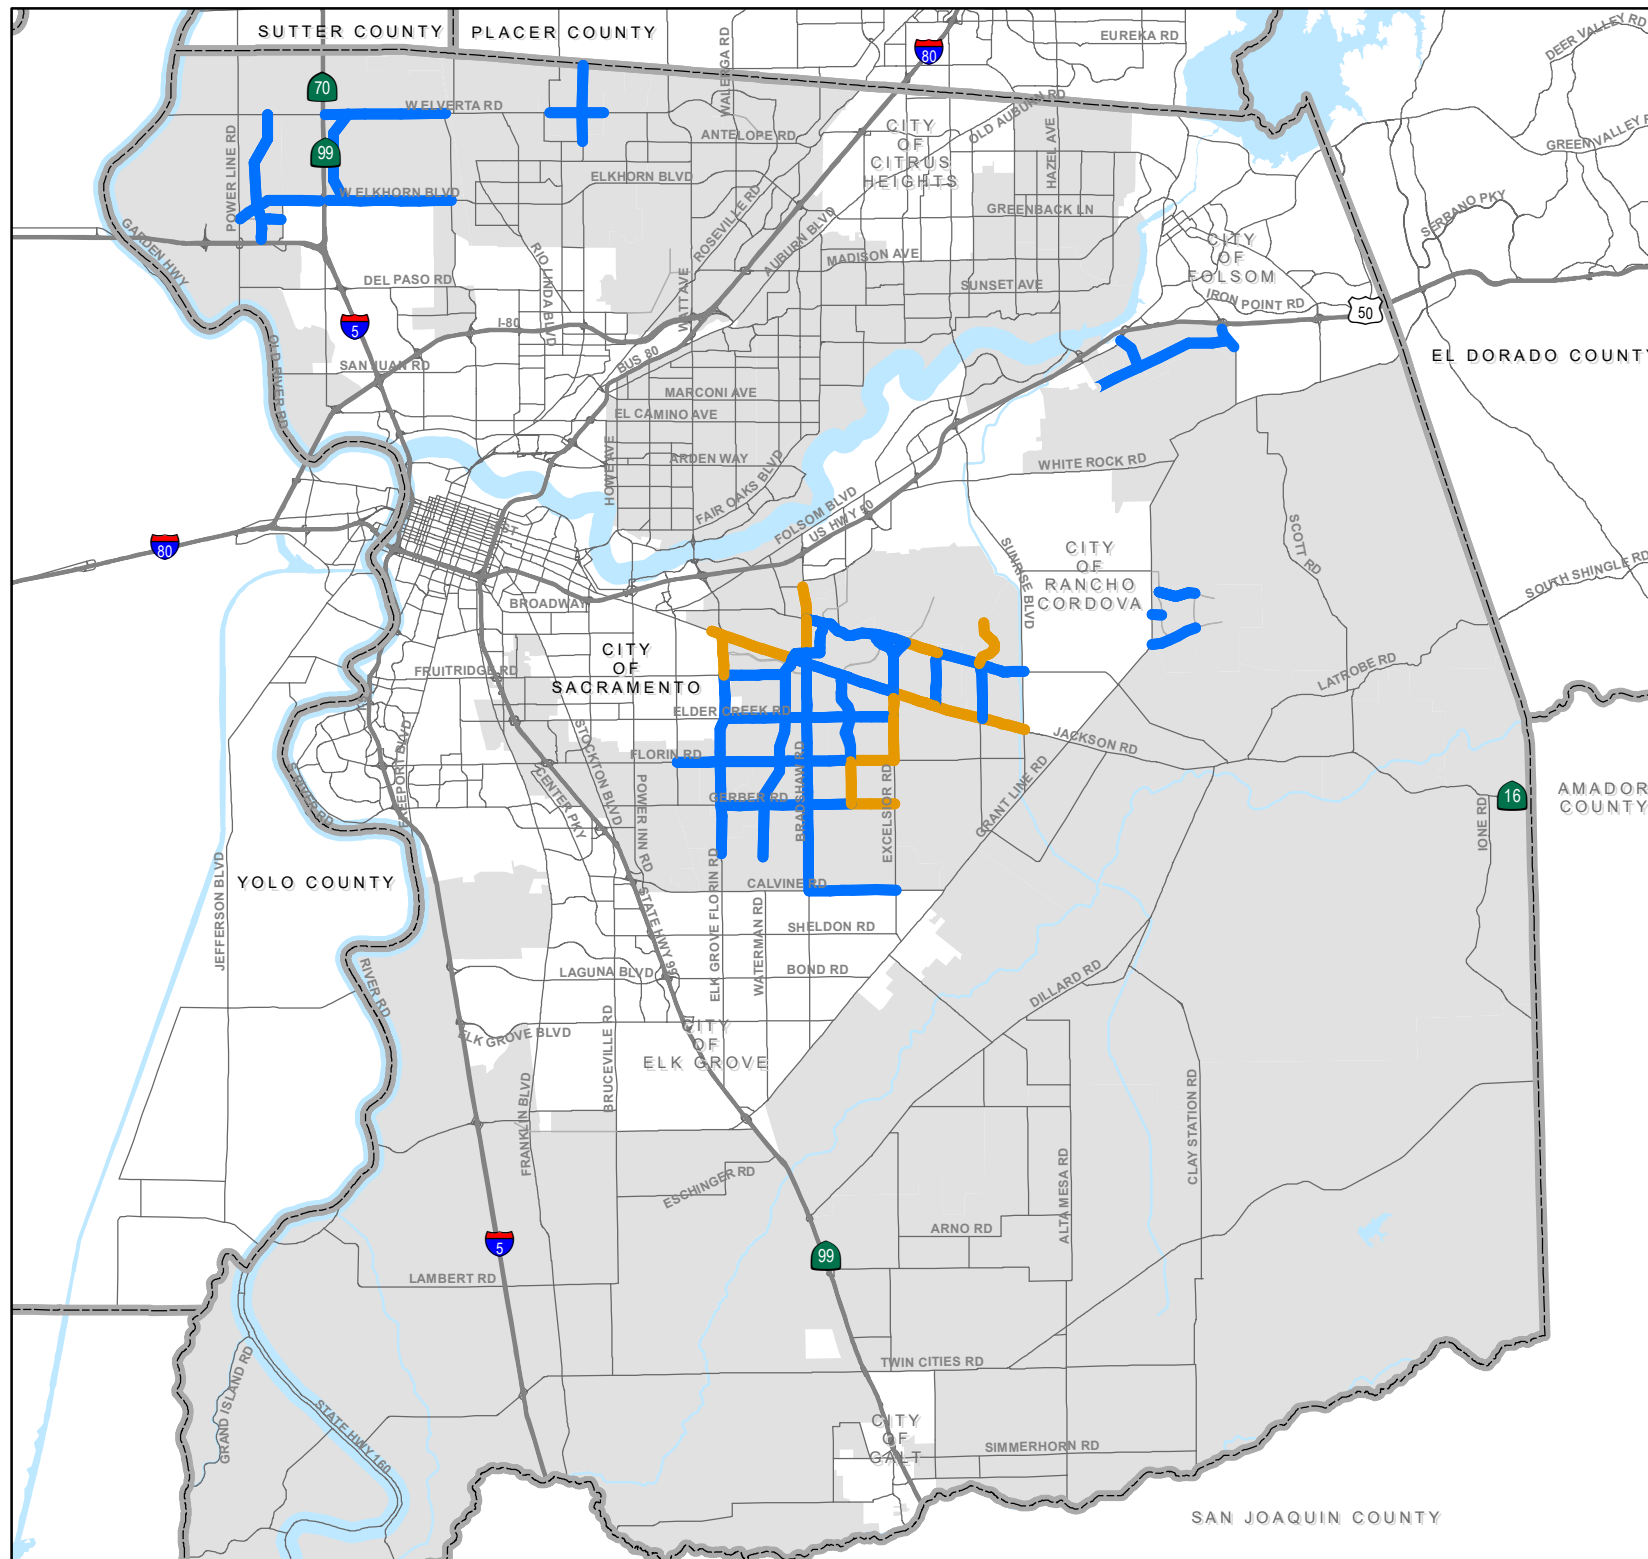 SUTTER COUNTY
PLACER COUNTY
EUREKA RD
DEER VALLEY RD
80
70
W ELVERTA RD
WALERGA RD
ANTELOPE RD
CITY
OF
CITRUS
HEIGHTS
OLD AUBURN RD
HAZEL AVE
GREEN VALLEY R
POWER LINE RD
99
W ELKHORN BLVD
ELKHORN BLVD
ROSEVILLE RD
AUBURN BLVD
GREENBACK LN
SERRANO PKY
GARDEN HWY
RIO LINDA BLVD
MADISON AVE
CITY
OF
FOLSOM
DEL PASO RD
WATT AVE
SUNSET AVE
IRON POINT RD
50
5
I-80
OLD RIVER RD
SAN JUAN RD
BUS 80
EL DORADO COUNTY
MARCONI AVE
EL CAMINO AVE
HOWE AVE
ARDEN WAY
WHITE ROCK RD
FAIR OAKS BLVD
FOLSOM BLVD
US HWY 50
ST
80
SUNRISE BLVD
CITY
OF
RANCHO
CORDOVA
SCOTT RD
SOUTH SHINGLE RD
BROADWAY
CITY
OF
SACRAMENTO
FRUITRIDGE RD
LATROBE RD
ELDER CREEK RD
JACKSON RD
STOCKTON BLVD
FLORIN RD
FREEPORT BLVD
S RIVER RD
CENTER PKY
POWER INN RD
GERBER RD
BRADSHAW RD
EXCELSIOR RD
GRANT LINE RD
16
AMADOR
COUNTY
IONE RD
JEFFERSON BLVD
YOLO COUNTY
CALVINE RD
ELK GROVE FLORIN RD
STATE HWY 99
WATERMAN RD
SHELDON RD
LAGUNA BLVD
BOND RD
RIVER RD
DILLARD RD
ELK GROVE BLVD
BRUCEVILLE RD
CITY
OF
ELK GROVE
FRANKLIN BLVD
CLAY STATION RD
ESCHINGER RD
ALTA MESA RD
ARNO RD
5
99
LAMBERT RD
GRAND ISLAND RD
TWIN CITIES RD
STATE HWY 160
CITY
OF
GALT
SIMMERHORN RD
SAN JOAQUIN COUNTY